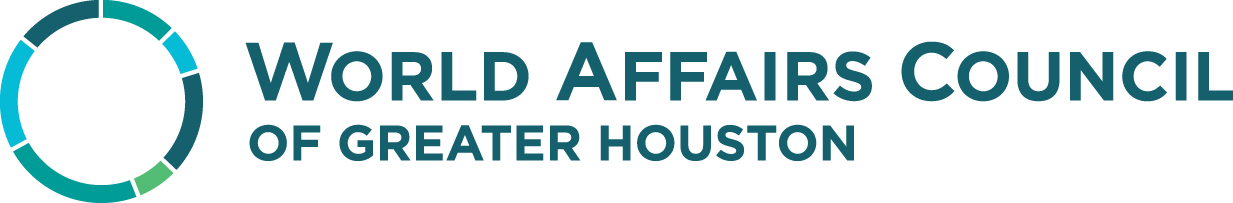 WORLD AFFAIRS COUNCIL
OF GREATER HOUSTON